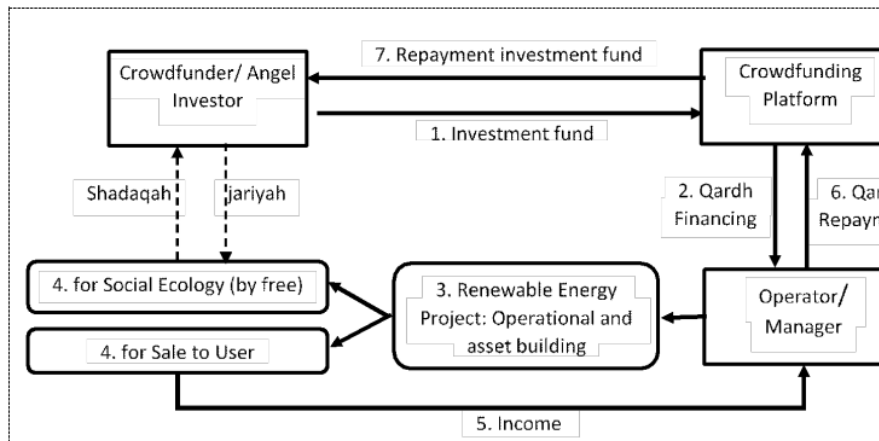 7. Repayment investment fund
Crowdfunder/ Angel
Investor
Crowdfunding
Platform
1. Investment fund
Shadaqah
jariyah
2. Qardh
Financing
6.
4. for Social Ecology (by free)
3. Renewable Energy
Project: Operational and
asset building
Operator/
Manager
4. for Sale to User
5. Income